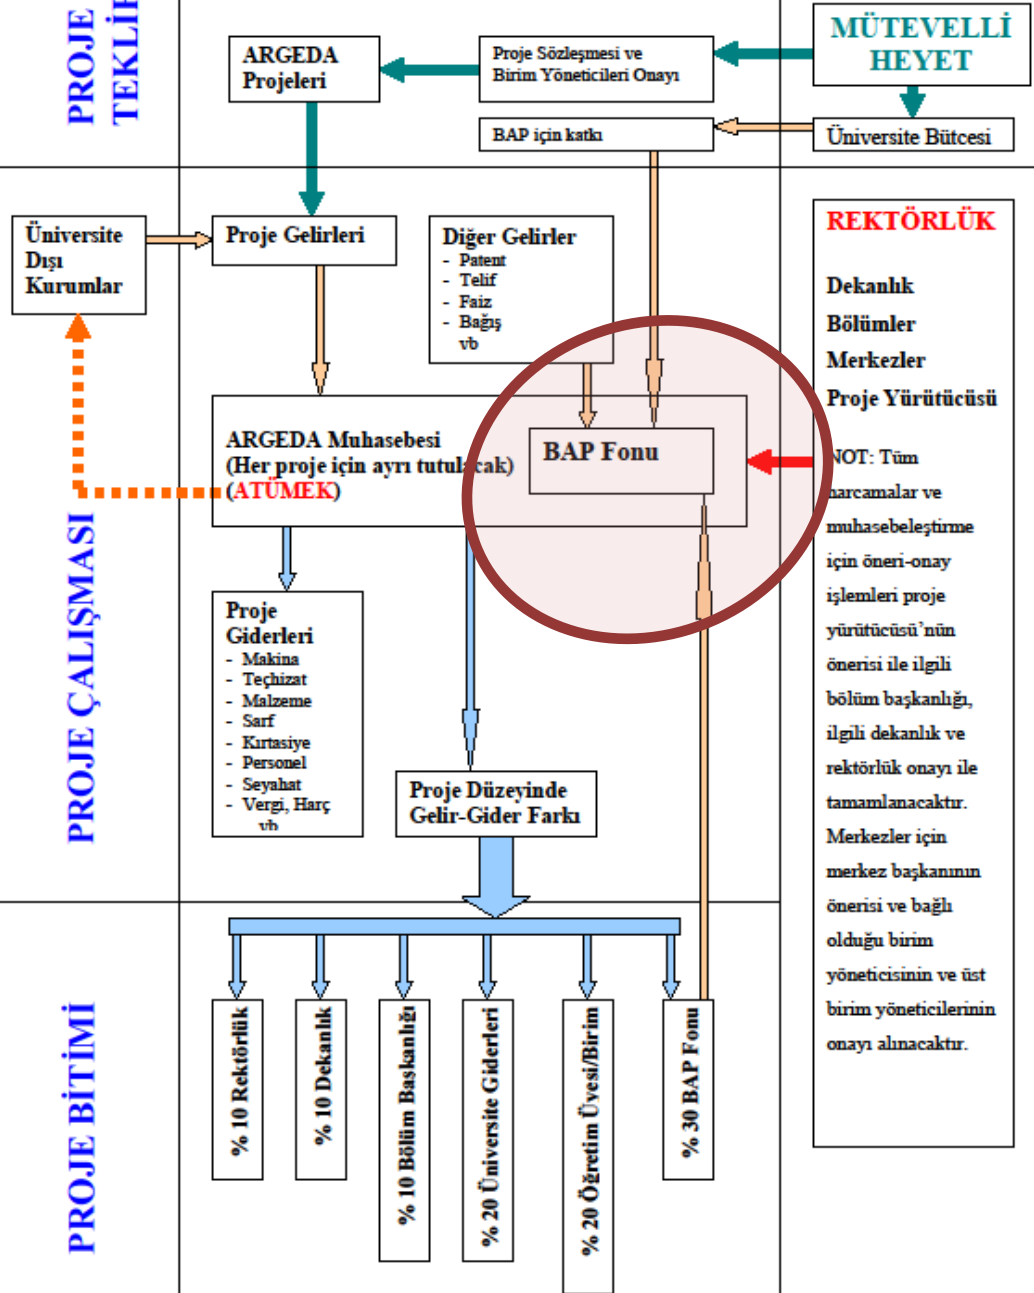 PROJE
TEKLİF
ARGEDA
Projeleri
Proje Sözleşmesi ve
Birim Yöneticileri Onayı
MÜTEVELLİ
HEYET
BAP için katkı
Üniversite Bütcesi
PROJE ÇALIŞMASI
Üniversite
Dışı
Kurumlar
Proje Gelirleri
Diğer Gelirler
- Patent
- Telif
- Faiz
- Bağış
vb
ARGEDA Muhasebesi
(Her proje için ayrı tutulacak)
(ATÜMEK)
BAP Fonu
Proje
Giderleri
- Makina
- Teçhizat
- Malzeme
- Sarf
- Kırtasiye
- Personel
- Seyahat
- Vergi, Harç
vb
Proje Düzeyinde
Gelir-Gider Farkı
REKTÖRLÜK
Dekanlık
Bölümler
Merkezler
Proje Yürütücüsü
NOT: Tüm
harcamalar ve
muhasebeleştirme
için öneri-onay
işlemleri proje
yürütücüsü’nün
önerisi ile ilgili
bölüm başkanlığı,
ilgili dekanlık ve
rektörlük onayı ile
tamamlanacaktır.
Merkezler için
merkez başkanının
önerisi ve bağlı
olduğu birim
yöneticisinin ve üst
birim yöneticilerinin
onayı alınacaktır.
PROJE BİTİMİ
% 10 Rektörlük
% 10 Dekanlık
% 10 Bölüm Başkanlığı
% 20 Üniversite Giderleri
% 20 Öğretim Üyesi/Birim
% 30 BAP Fonu